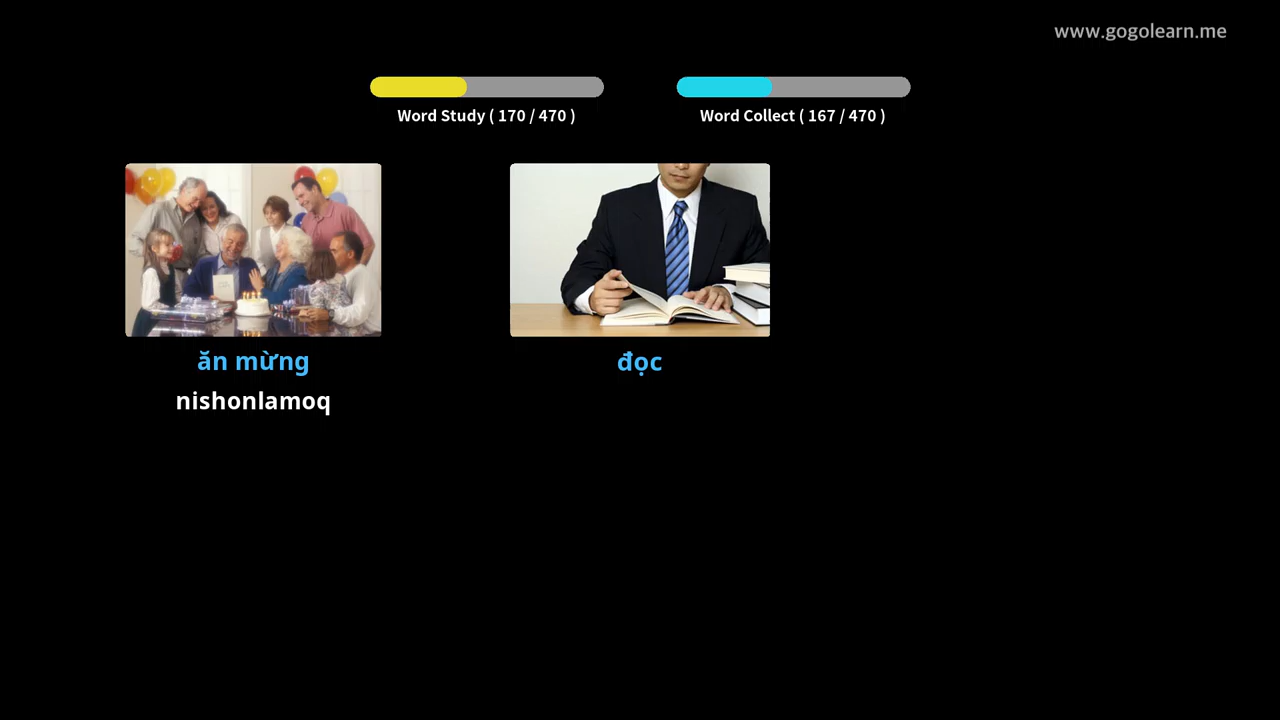 www.gogolearn.me
Word Study ( 170 / 470 )
Word Collect ( 167 / 470 )
ăn mừng
nishonlamoq
đọc